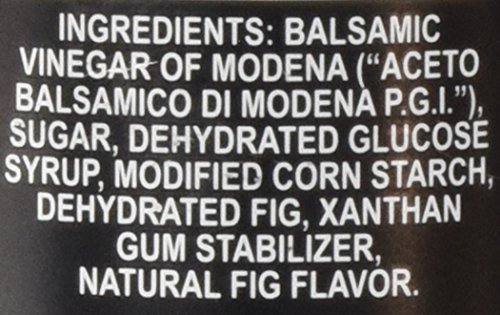 INGREDIENTS: BALSAMIC
VINEGAR OF MODENA (“ACETO
BALSAMICO DI MODENA P.G.I.”),
SUGAR, DEHYDRATED GLUCOSE
SYRUP, MODIFIED CORN STARCH,
DEHYDRATED FIG, XANTHAN
GUM STABILIZER,
NATURAL FIG FLAVOR.